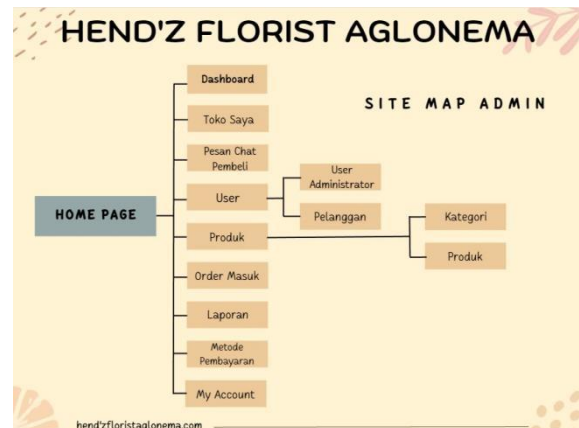 HEND'Z FLORIST AGLONEMA
SITE MAP ADMIN
HOME PAGE
Dashboard
Toko Saya
Pesan Chat
Pembeli
User
User
Administrator
Pelanggan
Produk
Kategori
Produk
Order Masuk
Laporan
Metode
Pembayaran
My Account
hend'zfloristaglonema.com